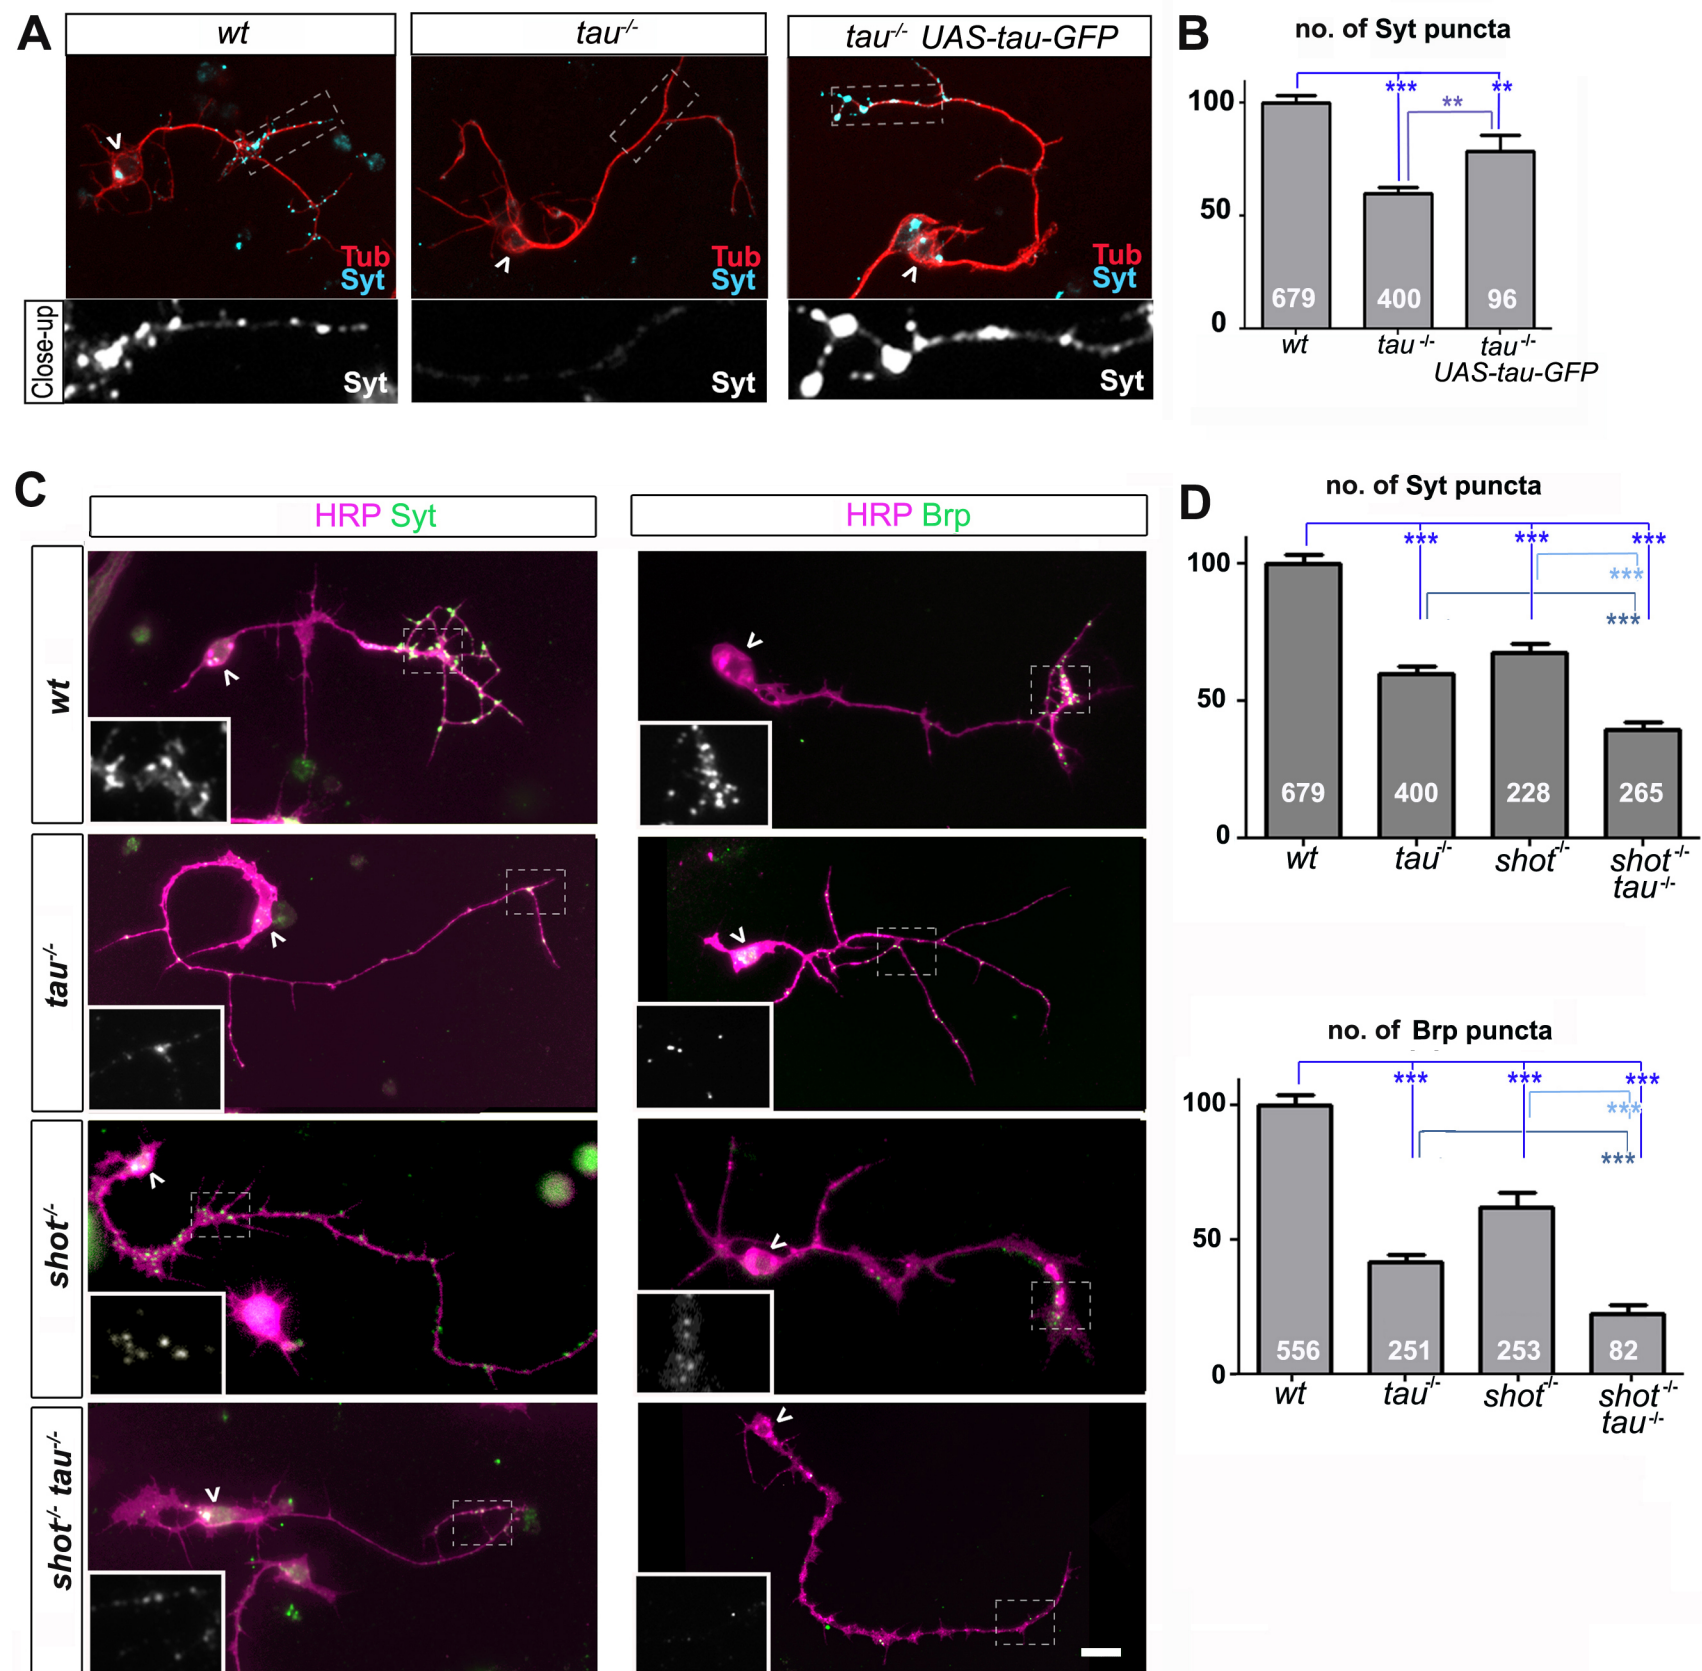 A
wt
tau-/-
tau-/- UAS-tau-GFP
Tub
Syt
Tub
Syt
Tub
Syt
Close-up
Syt
Syt
Syt
B
no. of Syt puncta
***
**
**
100
50
0
679
400
96
wt
tau -/-
tau-/-
UAS-tau-GFP
C
HRP Syt
HRP Brp
wt
tau-/-
shot-/-
shot-/- tau-/-
D
no. of Syt puncta
***
***
***
***
***
100
50
0
679
400
228
265
wt
tau-/-
shot-/-
shot-/-
tau-/-
no. of Brp puncta
***
***
***
***
***
100
50
0
556
251
253
82
wt
tau-/-
shot-/-
shot-/-
tau-/-